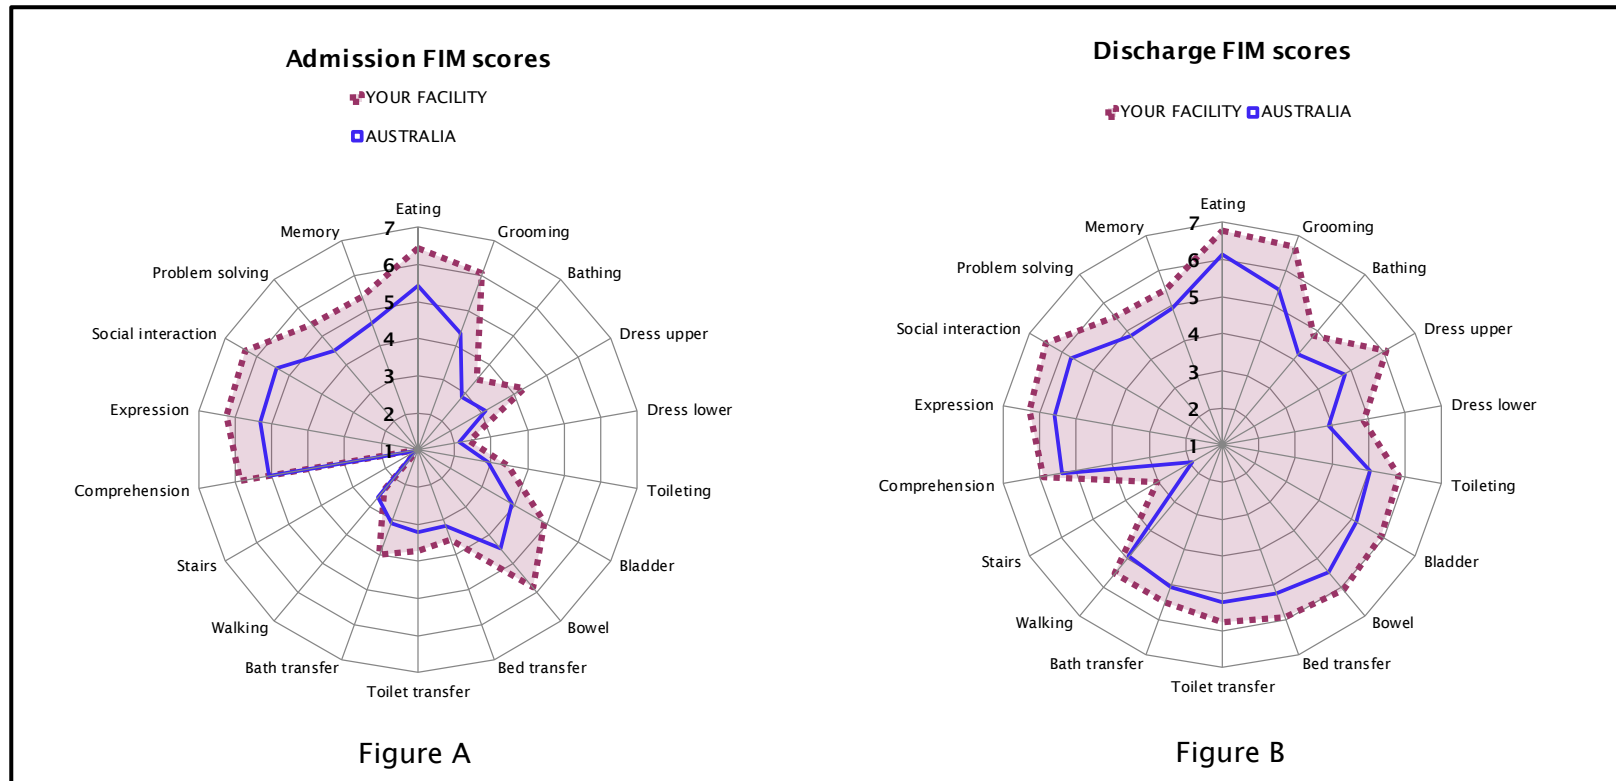 Admission FIM scores
YOUR FACILITY
AUSTRALIA
Eating
Grooming
Bathing
Dress upper
Dress lower
Toileting
Bladder
Bowel
Bed transfer
Toilet transfer
Bath transfer
Walking
Stairs
Comprehension
Expression
Social interaction
Problem solving
Memory
7
6
5
4
3
2
1
Figure A
Discharge FIM scores
YOUR FACILITY AUSTRALIA
Eating
Grooming
Bathing
Dress upper
Dress lower
Toileting
Bladder
Bowel
Bed transfer
Toilet transfer
Bath transfer
Walking
Stairs
Comprehension
Expression
Social interaction
Problem solving
Memory
7
6
5
4
3
2
1
Figure B